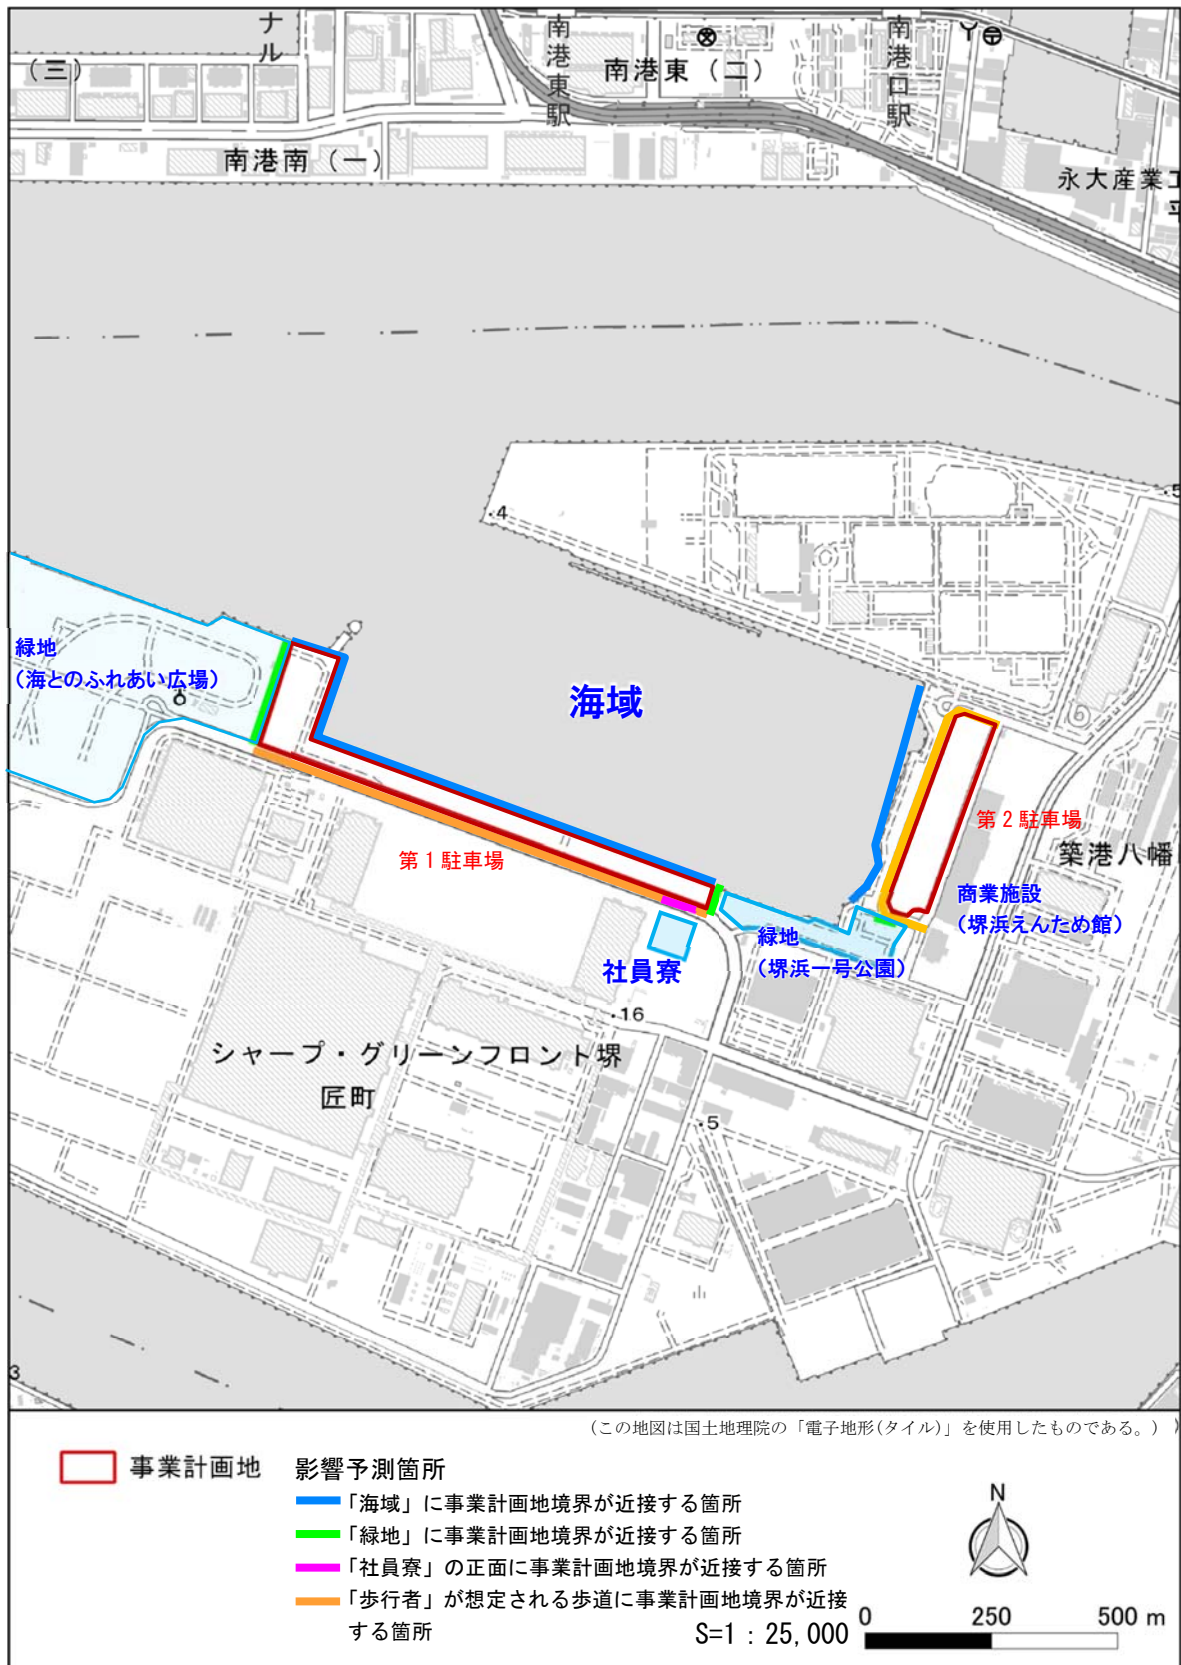 (三)
ナル
南港東駅
南港東(二)
南港口駅
南港南(一)
永大産業
.4
.5
緑地
(海とのふれあい広場)
海域
第1駐車場
第2駐車場
築港八幡
商業施設
(堺浜えんため館)
緑地
(堺浜一号公園)
社員寮
.16
シャープ・グリーンフロント堺
匠町
.5
3
(この地図は国土地理院の「電子地形(タイル)」を使用したものである。)
事業計画地
影響予測箇所
「海域」に事業計画地境界が近接する箇所
「緑地」に事業計画地境界が近接する箇所
「社員寮」の正面に事業計画地境界が近接する箇所
「歩行者」が想定される歩道に事業計画地境界が近接
する箇所
N
S=1：25,000
0 250 500 m